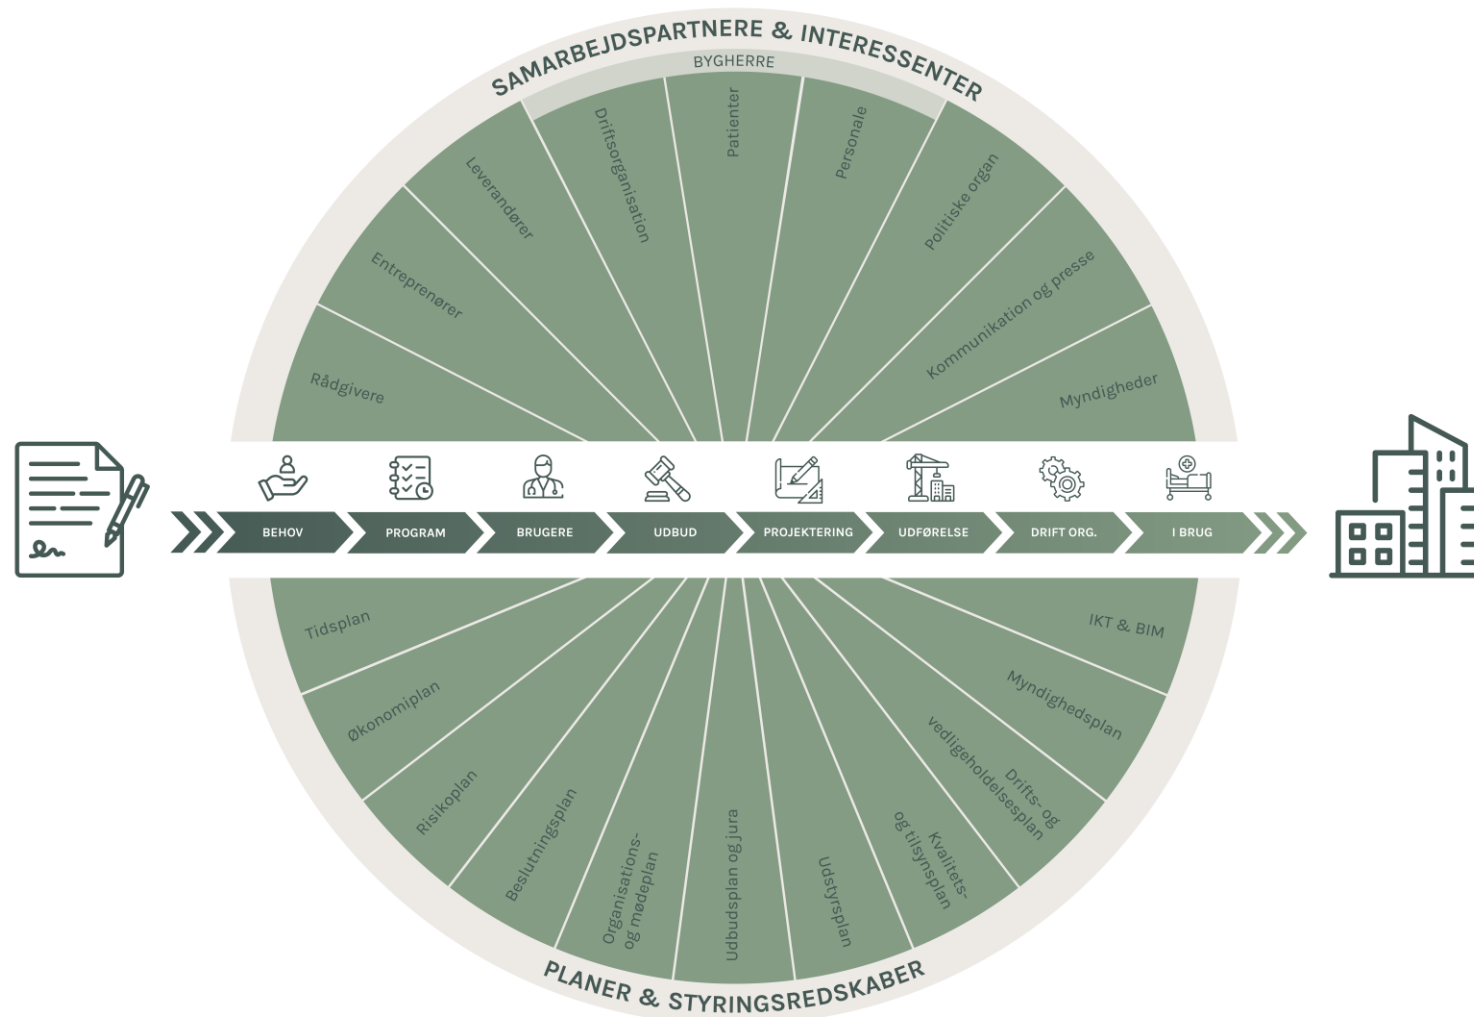 SAMARBEJDSPARTNERE & INTERESSENTER
BYGHERRE
Rådgivere
Entreprenører
Leverandører
Driftsorganisation
Patienter
Personale
Politiske organ
Kommunikation og presse
Myndigheder
BEHOV
PROGRAM
BRUGERE
UDBUD
PROJEKTERING
UDFØRELSE
DRIFT ORG.
I BRUG
Tidsplan
Økonomiplan
Risikoplan
Beslutningsplan
Organisations-
og mødeplan
Udbudsplan og jura
Udstyrsplan
Kvalitets-
og tilsynsplan
Drifts- og
vedligeholdelsesplan
Myndighedsplan
IKT & BIM
PLANER & STYRINGSREDSKABER